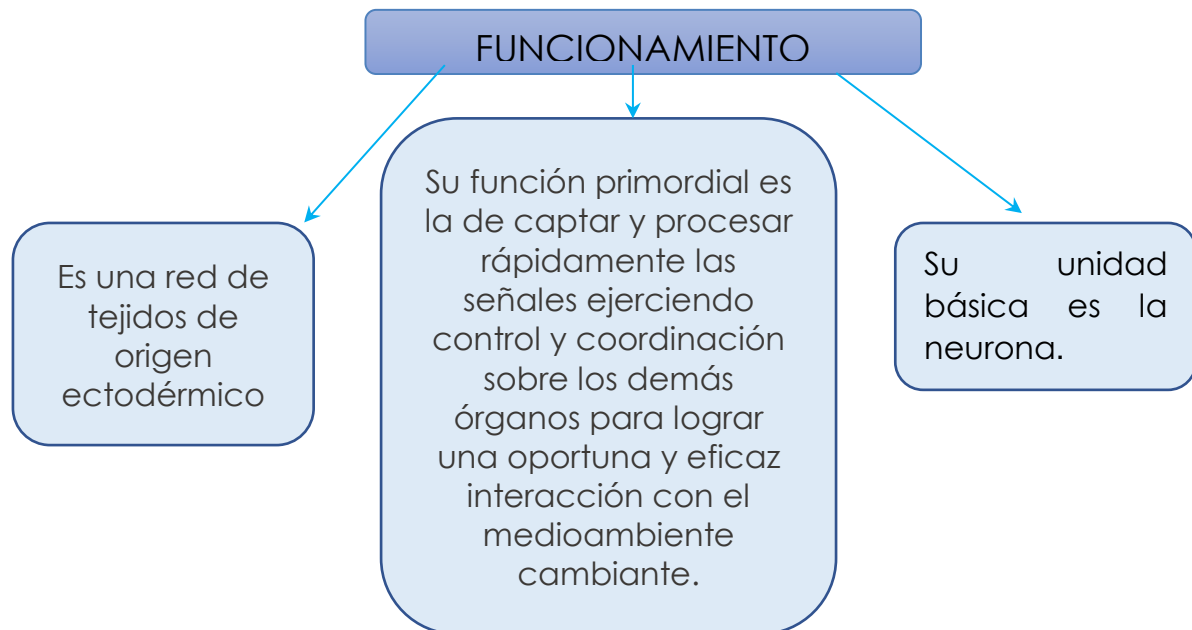 FUNCIONAMIENTO
Es una red de
tejidos de
origen
ectodérmico
Su función primordial es
la de captar y procesar
rápidamente las
señales ejerciendo
control y coordinación
sobre los demás
órganos para lograr
una oportuna y eficaz
interacción con el
medioambiente
cambiante.
Su unidad
básica es la
neurona.